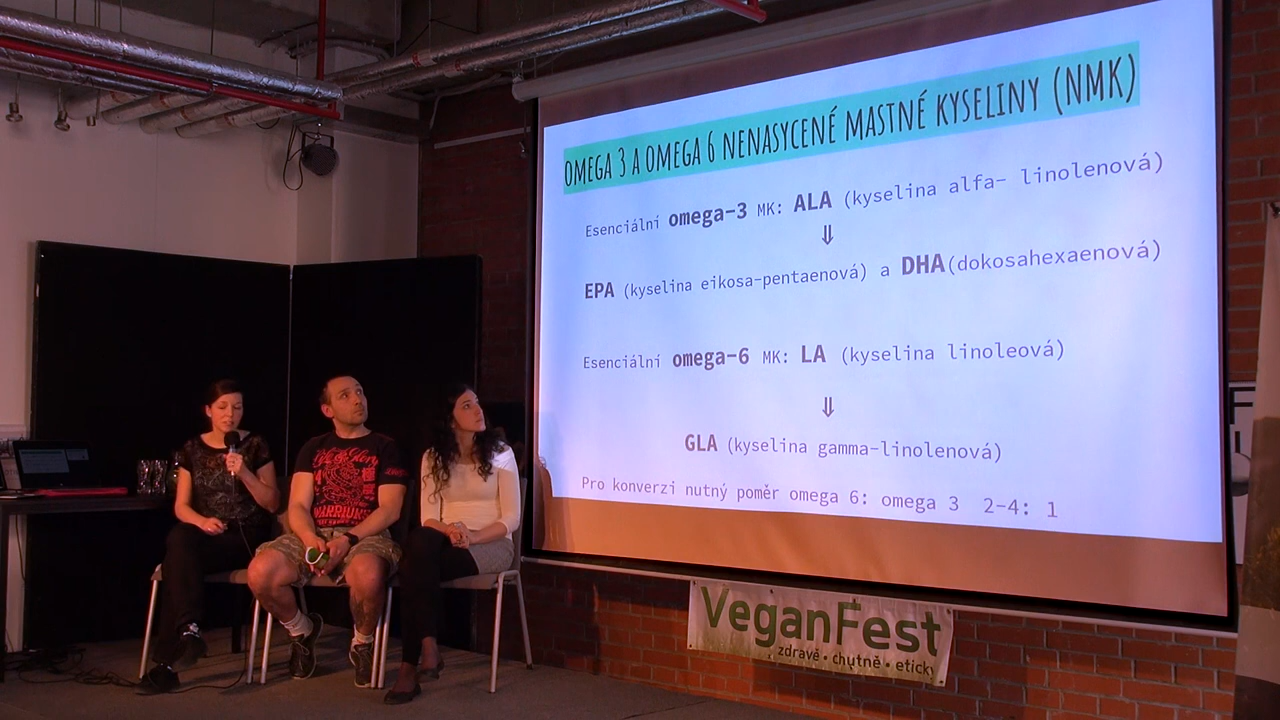 OMEGA 3 A OMEGA 6 NENASYCENÉ MASTNÉ KYSELINY (NMK)
Esenciální omega-3 MK: ALA (kyselina alfa- linolenová)
⇓
EPA (kyselina eikosa-pentaenová) a DHA(dokosahexaenová)
Esenciální omega-6 MK: LA (kyselina linoleová)
⇓
GLA (kyselina gamma-linolenová)
Pro konverzi nutný poměr omega 6: omega 3 2-4: 1
VeganFest
zdravě • chutně • eticky
Life & Glory